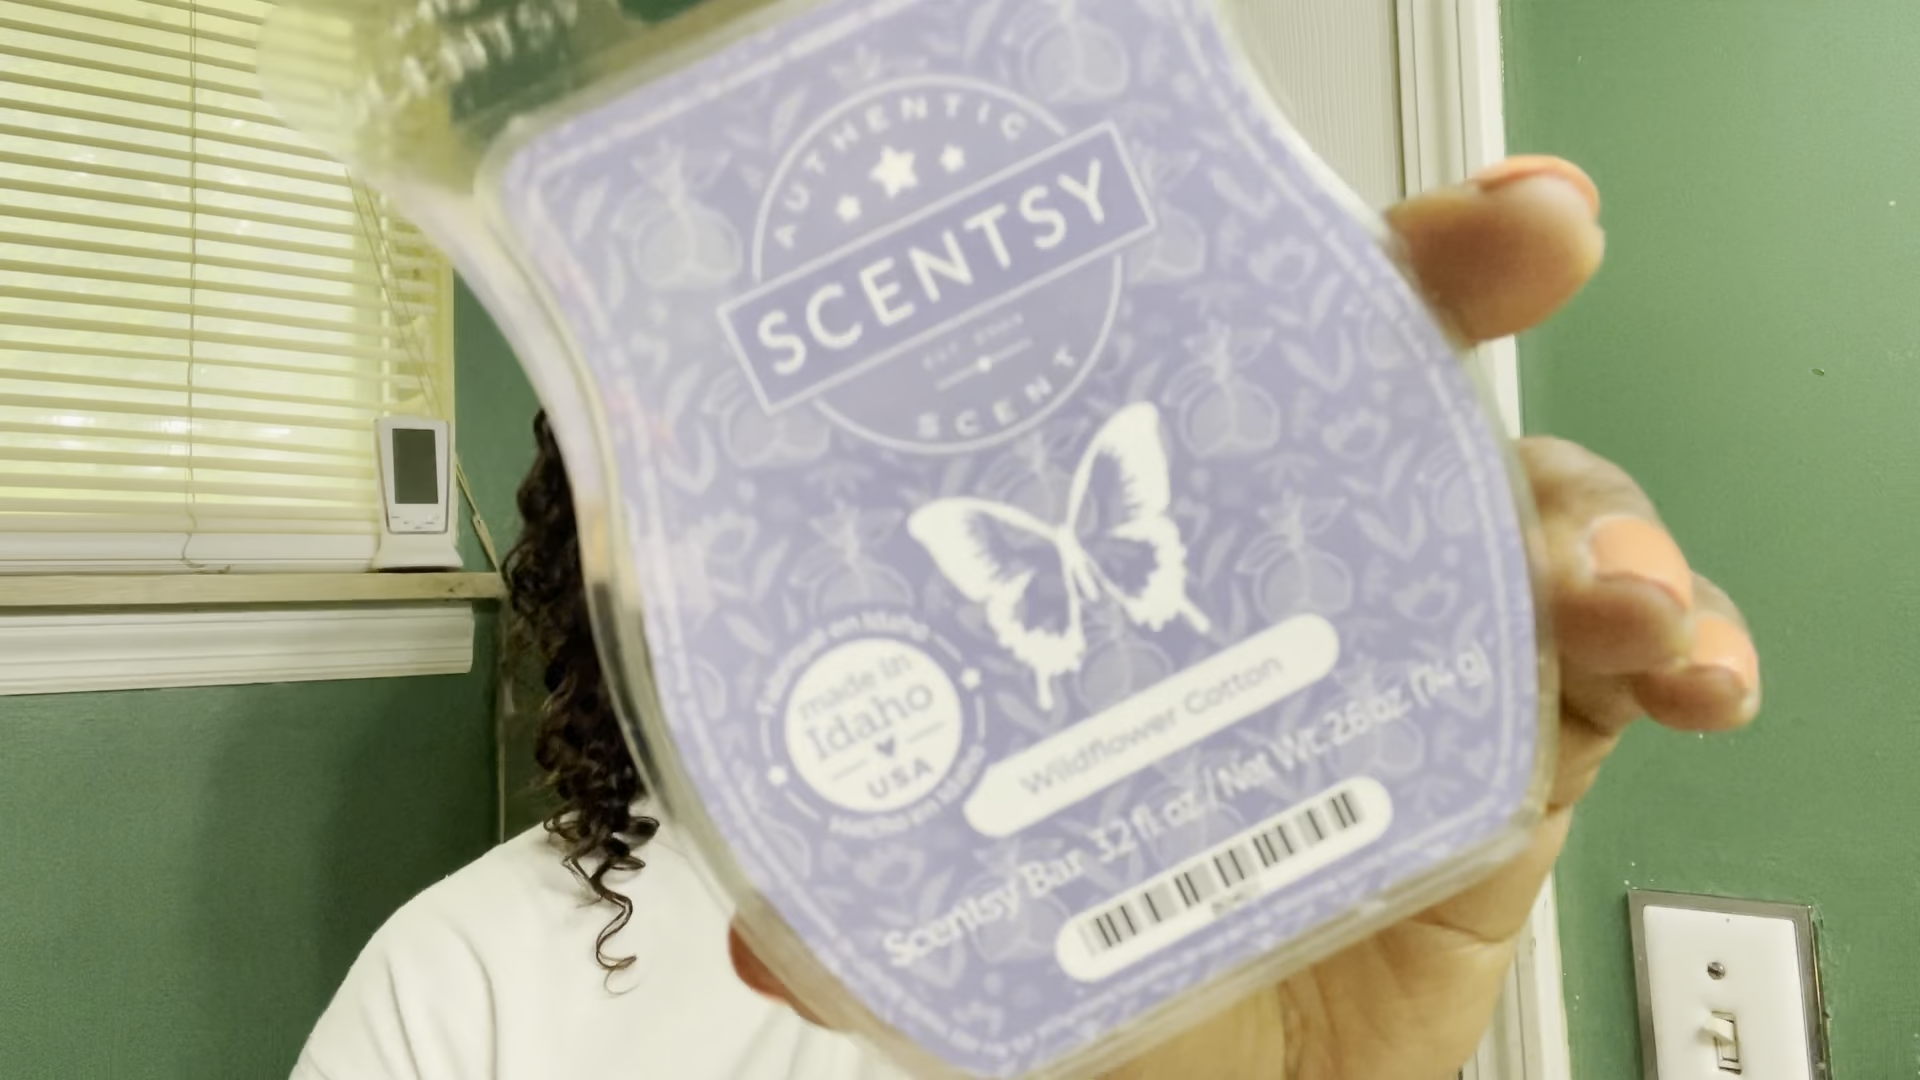 AUTHENTIC
SCENTSY
SCENT
made in
Idaho
USA
Wildflower Cotton
Scentsy Bar 3.2 fl oz / Net Wt: 2.6 oz (74 g)